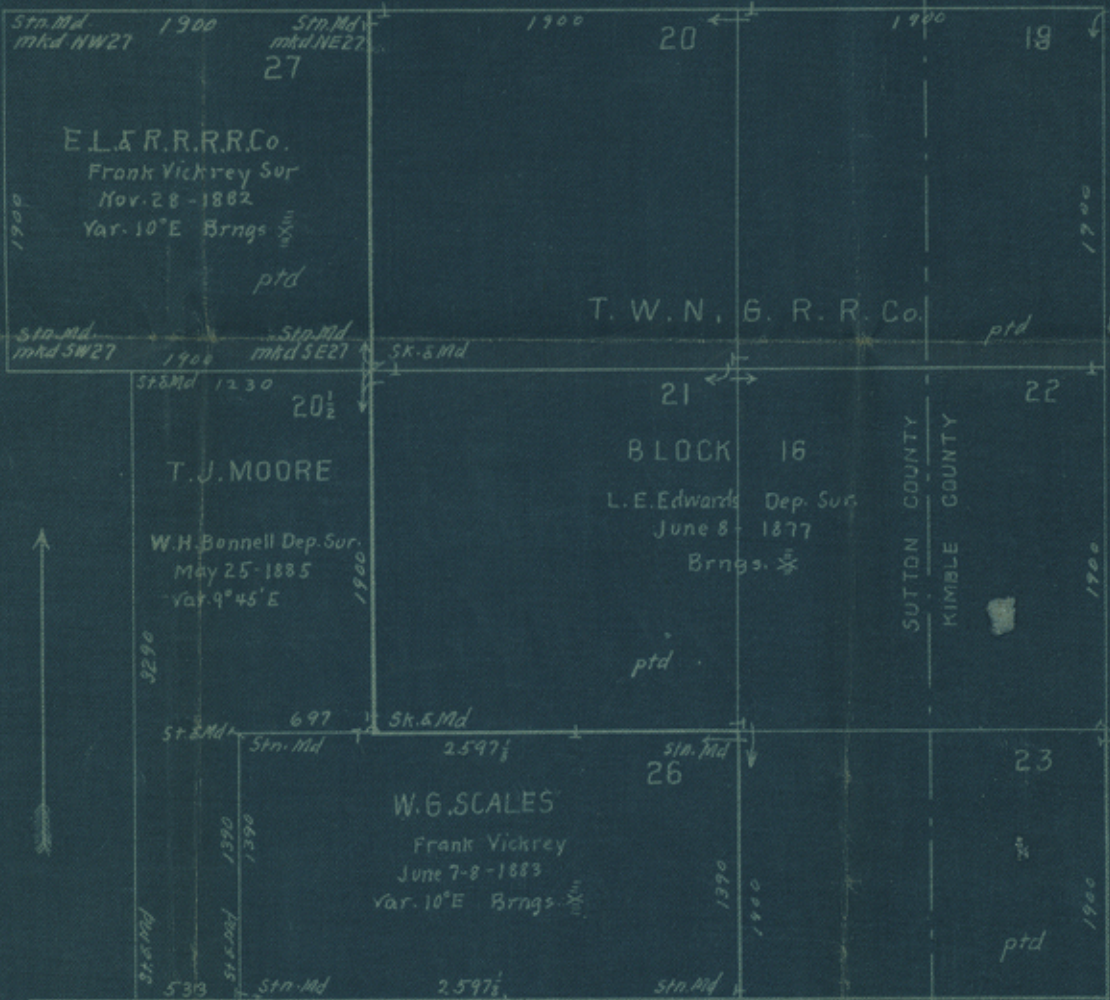 Stn. Md. 1900 Stn. Md
mkd. NW27 mkd NE27
27
1900
20
1900
18
E.L.& R.R.R.R.Co.
Frank Vickrey Sur
Nov. 28 - 1882
Var. 10°E Brngs
ptd
1900
1900
T. W. N. G. R. R. Co.
ptd
Stn. Md. Stn. Md
mkd SW27 1900 mkd SE27
Sk. & Md
St. & Md 1230
20½
21
22
T.J. MOORE
W.H. Bonnell Dep. Sur.
May 25 - 1885
Var. 9°45'E
1900
3290
BLOCK 16
L.E. Edwards Dep. Sur.
June 8 - 1877
Brngs.
ptd
SUTTON COUNTY
KIMBLE COUNTY
1900
697
Sk. & Md
St. & Md
Stn. Md
2597½
Stn. Md
26
23
W.G. SCALES
Frank Vickrey
June 7-8 - 1883
Var. 10°E Brngs
1390
1390
1390
1900
1900
ptd
St. & Md
St. & Md
533
Stn. Md
2597½
Stn. Md